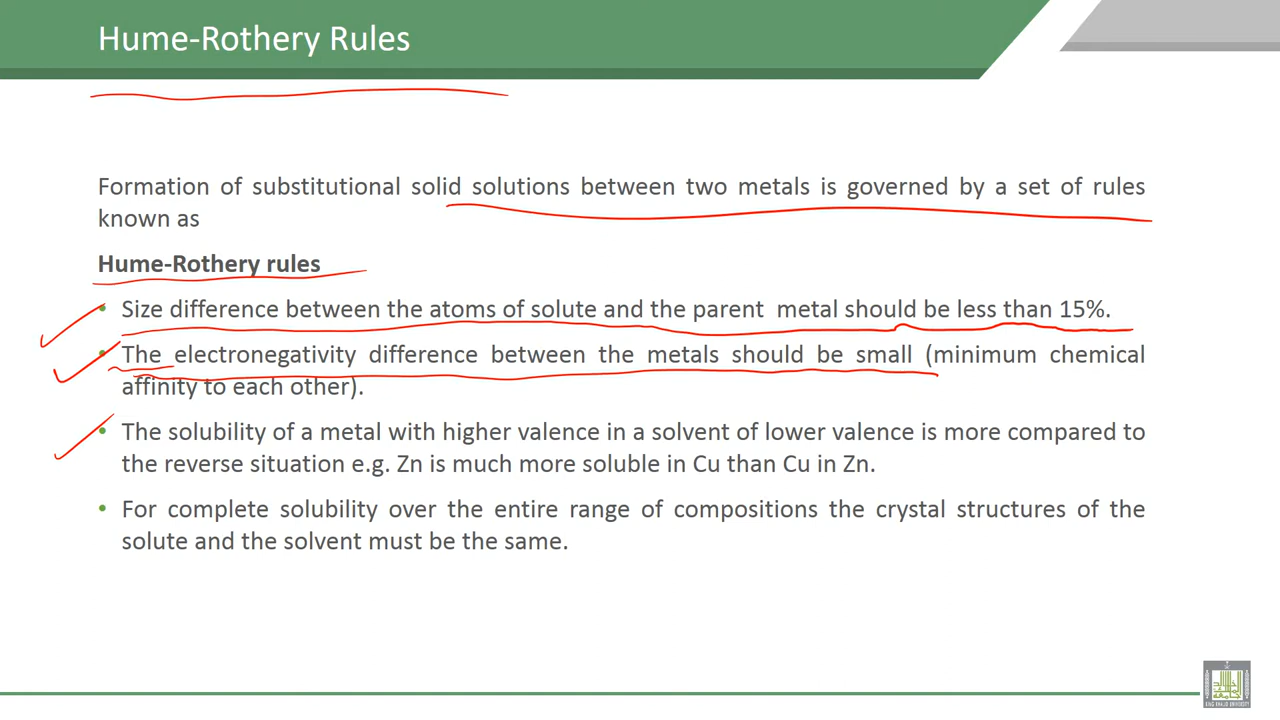 Hume-Rothery Rules
Formation of substitutional solid solutions between two metals is governed by a set of rules
known as
Hume-Rothery rules
• Size difference between the atoms of solute and the parent metal should be less than 15%.
• The electronegativity difference between the metals should be small (minimum chemical
affinity to each other).
• The solubility of a metal with higher valence in a solvent of lower valence is more compared to
the reverse situation e.g. Zn is much more soluble in Cu than Cu in Zn.
• For complete solubility over the entire range of compositions the crystal structures of the
solute and the solvent must be the same.
KING KHALID UNIVERSITY